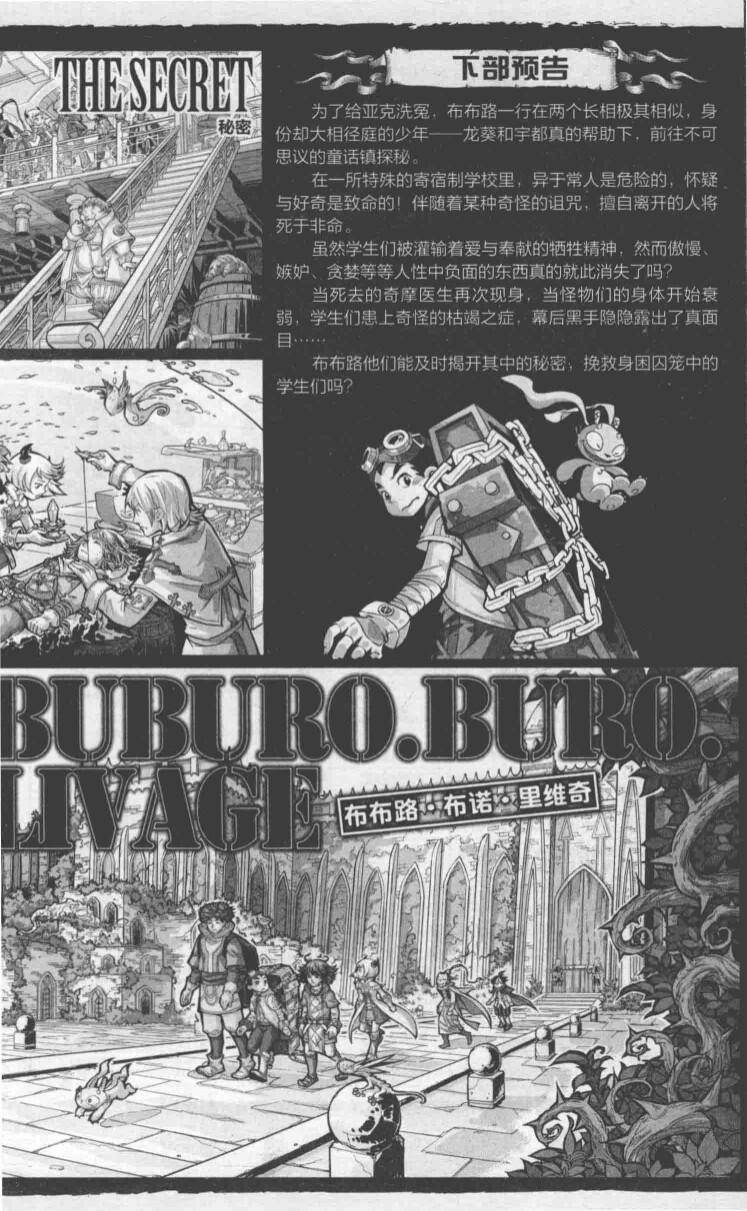 THE SECRET
秘密
下部预告
为了给亚克洗冤，布布路一行在两个长相极其相似，身
份却大相径庭的少年——龙葵和宇都真的帮助下，前往不可
思议的童话镇探秘。
在一所特殊的寄宿制学校里，异于常人是危险的，怀疑
与好奇是致命的！伴随着某种奇怪的诅咒，擅自离开的人将
死于非命。
虽然学生们被灌输着爱与奉献的牺牲精神，然而傲慢、
嫉妒、贪婪等等人性中负面的东西真的就此消失了吗？
当死去的奇摩医生再次现身，当怪物们的身体开始衰
弱，学生们患上奇怪的枯竭之症，幕后黑手隐隐露出了真面
目……
布布路他们能及时揭开其中的秘密，挽救身困囚笼中的
学生们吗？
BUBURO.BURO.
LIVAGE
布布路·布诺·里维奇